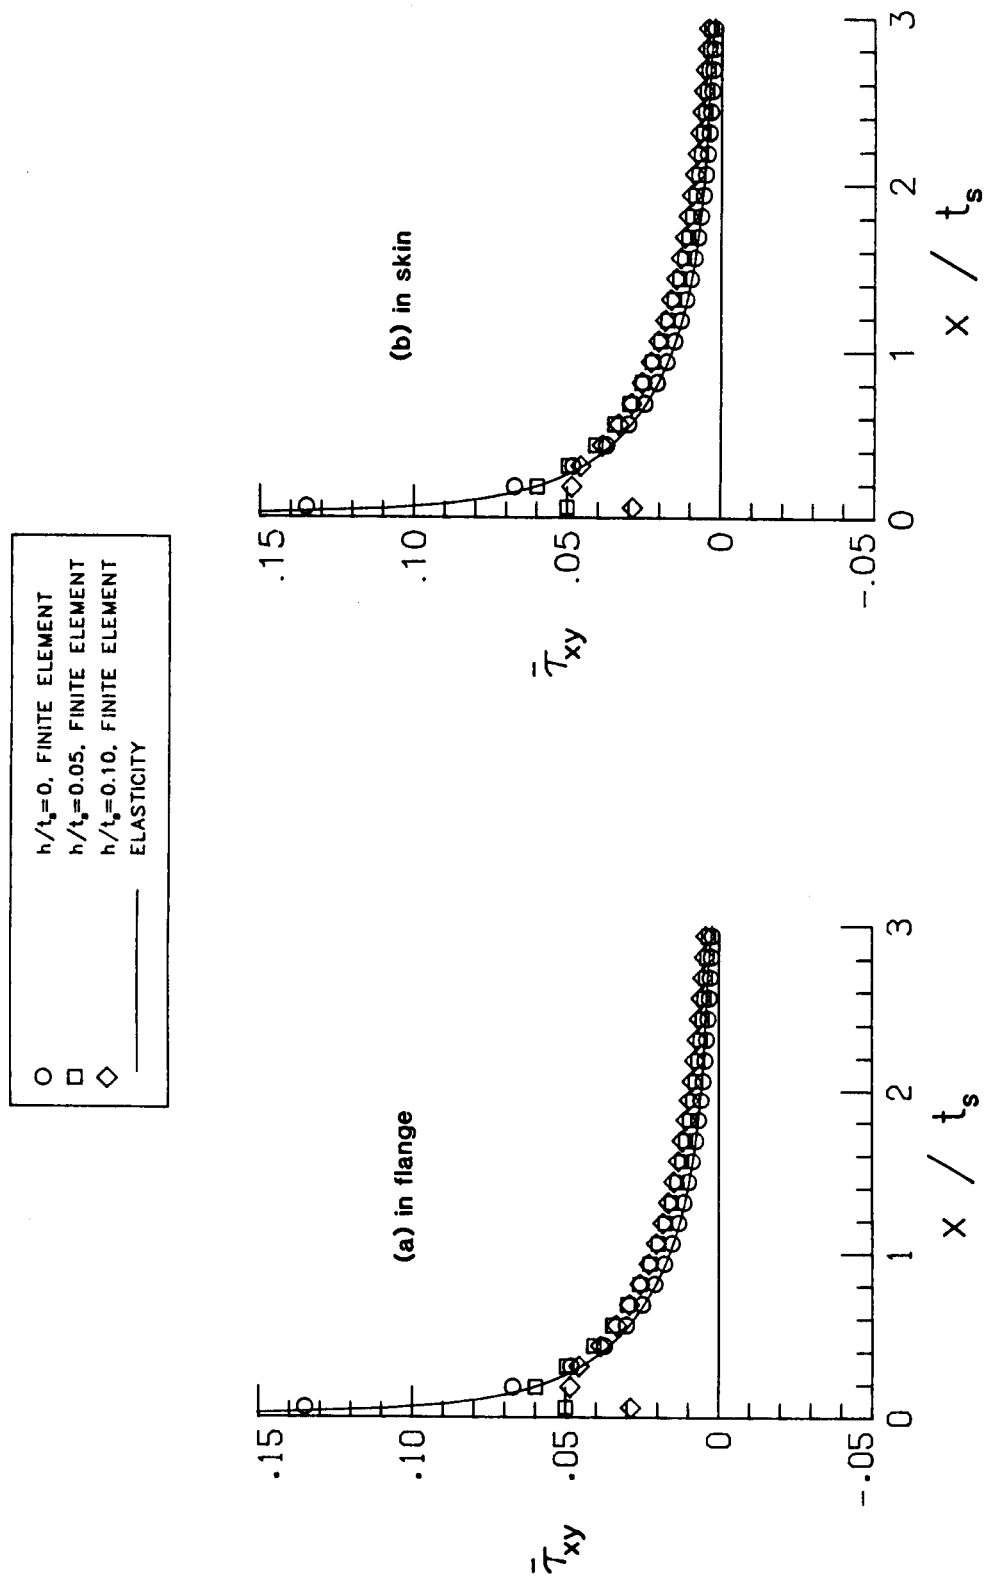 h/tₛ=0, FINITE ELEMENT
h/tₛ=0.05, FINITE ELEMENT
h/tₛ=0.10, FINITE ELEMENT
ELASTICITY
(a) in flange
.15
.10
.05
0
-.05
τ̄xy
0
1
2
3
x / tₛ
(b) in skin
.15
.10
.05
0
-.05
τ̄xy
0
1
2
3
x / tₛ